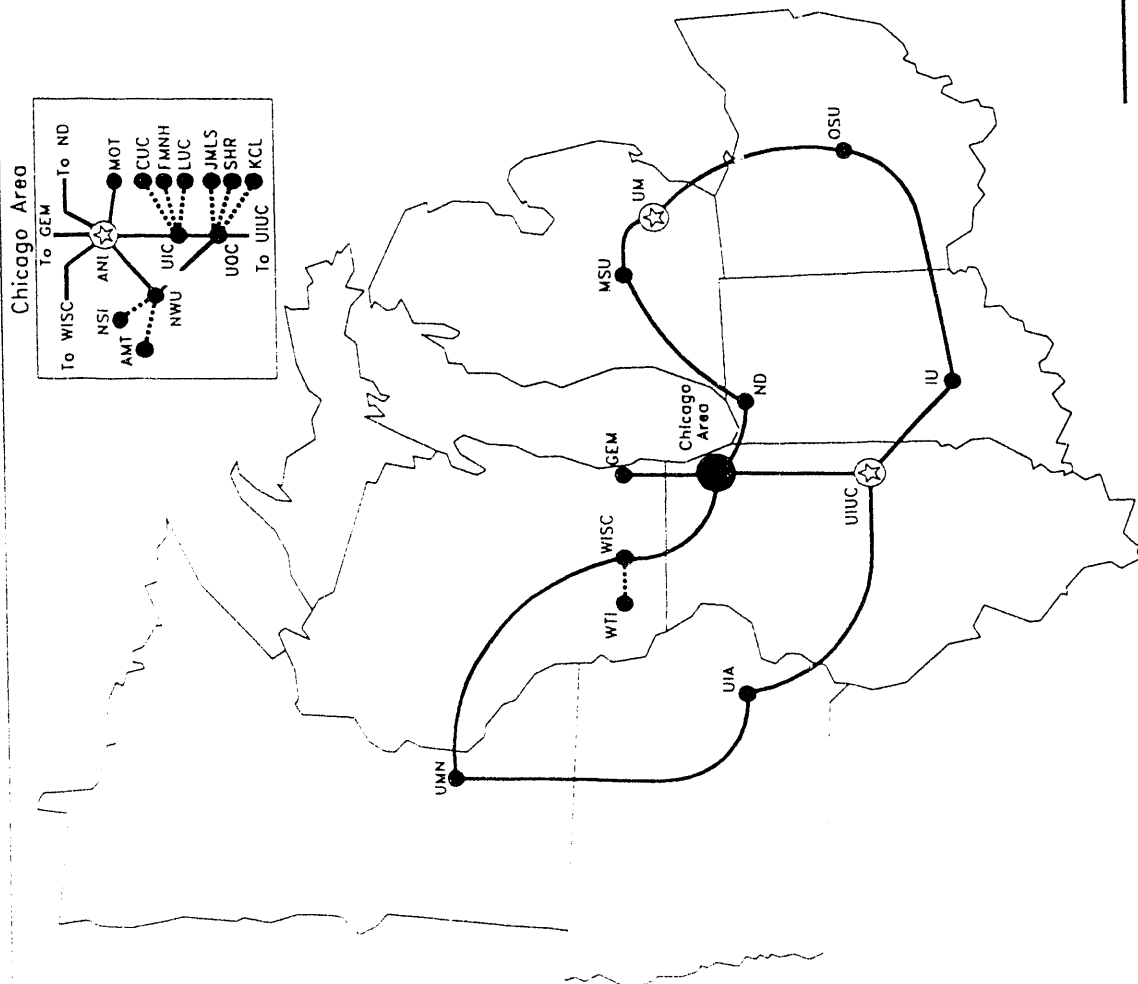 Chicago Area
To WISC
To GEM
To ND
ANL
MOT
NSI
AMT
NWU
UIC
CUC
FMNH
LUC
UOC
JMLS
SHR
KCL
To UIUC
UMN
WISC
WTI
GEM
Chicago
Area
ND
MSU
UM
OSU
UIA
UIUC
IU